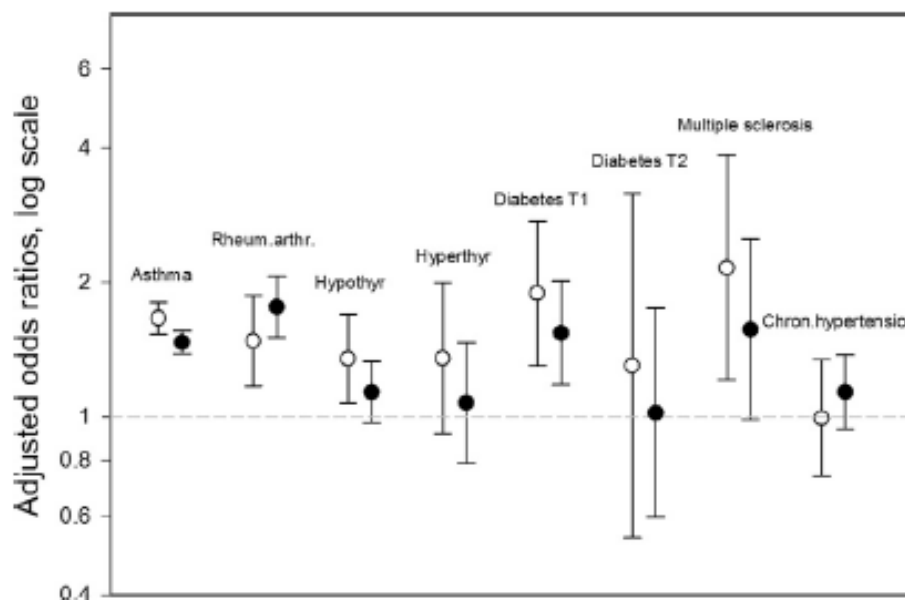 Adjusted odds ratios, log scale
6
4
2
1
0.8
0.6
0.4
Asthma
Rheum.arthr.
Hypothyr
Hyperthyr
Diabetes T1
Diabetes T2
Multiple sclerosis
Chron.hypertensio